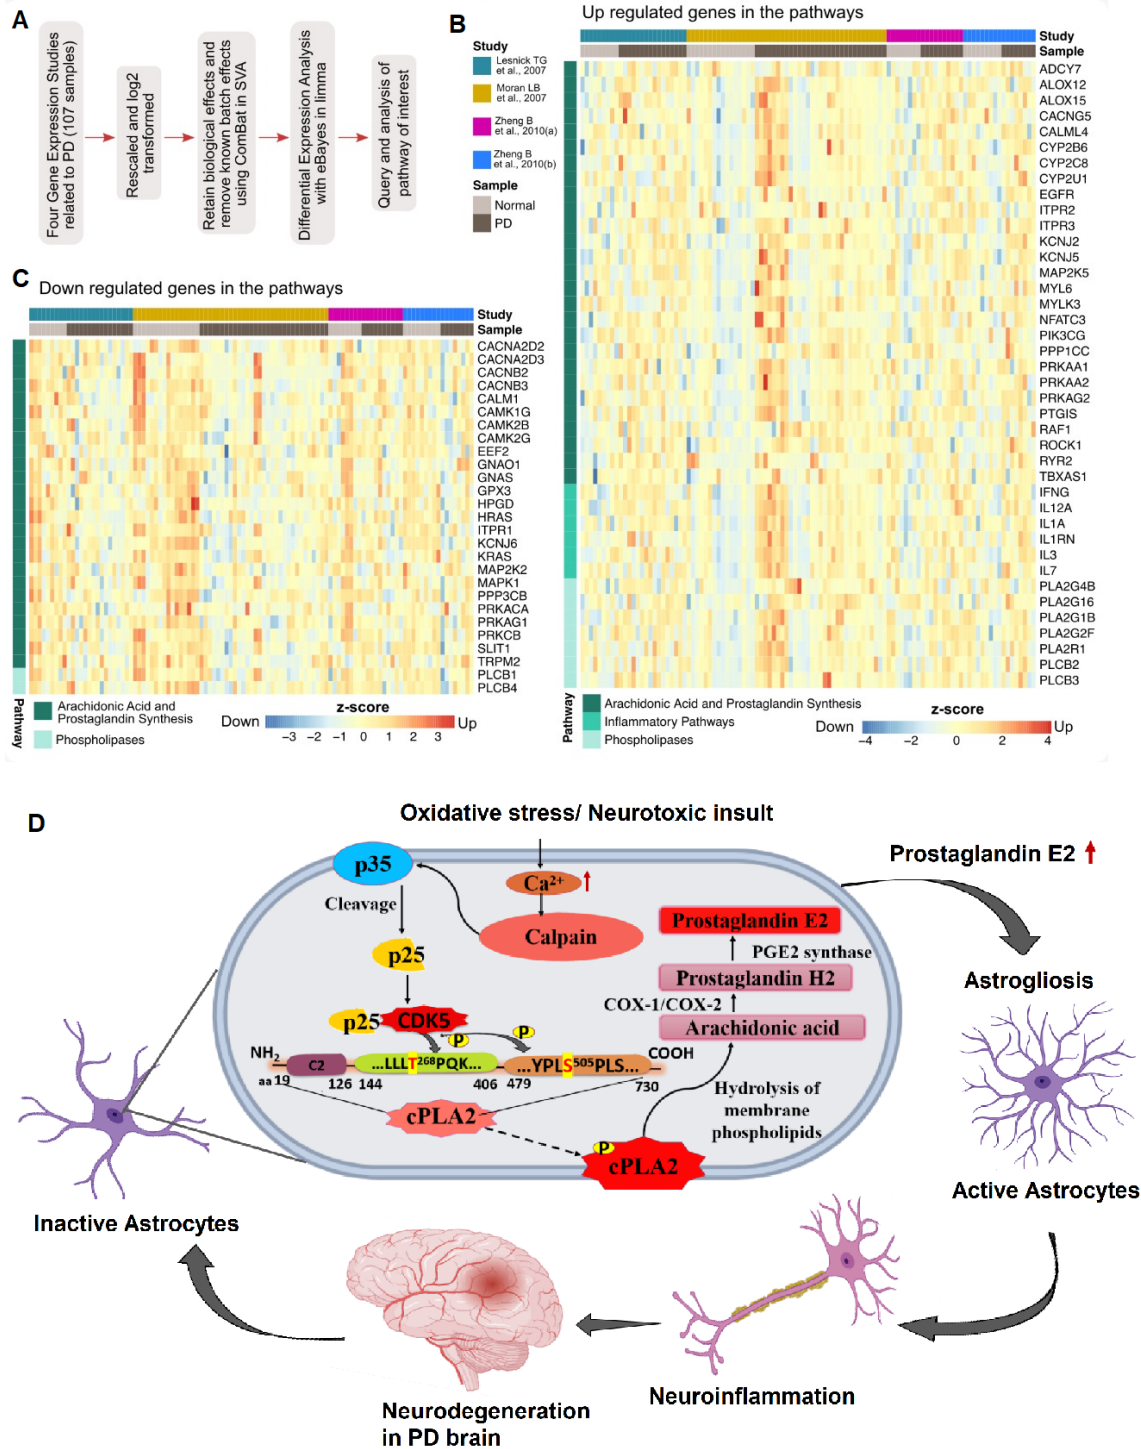 A
Four Gene Expression Studies
related to PD (107 samples)
Rescaled and log2
transformed
Retain biological effects and
remove known batch effects
using ComBat in SVA
Differential Expression Analysis
with eBayes in limma
Query and analysis of
pathway of interest
B
Up regulated genes in the pathways
Study
Lesnick TG
et al., 2007
Moran LB
et al., 2007
Zheng B
et al., 2010(a)
Zheng B
et al., 2010(b)
Sample
Normal
PD
Study
Sample
ADCY7
ALOX12
ALOX15
CACNG5
CALML4
CYP2B6
CYP2C8
CYP2U1
EGFR
ITPR2
ITPR3
KCNJ2
KCNJ5
MAP2K5
MYL6
MYLK3
NFATC3
PIK3CG
PPP1CC
PRKAA1
PRKAA2
PRKAG2
PTGIS
RAF1
ROCK1
RYR2
TBXAS1
IFNG
IL12A
IL1A
IL1RN
IL3
IL7
PLA2G4B
PLA2G16
PLA2G1B
PLA2G2F
PLA2R1
PLCB2
PLCB3
Pathway
Arachidonic Acid and Prostaglandin Synthesis
Inflammatory Pathways
Phospholipases
z-score
Down
Up
−4 −2 0 2 4
C
Down regulated genes in the pathways
Study
Sample
CACNA2D2
CACNA2D3
CACNB2
CACNB3
CALM1
CAMK1G
CAMK2B
CAMK2G
EEF2
GNAO1
GNAS
GPX3
HPGD
HRAS
ITPR1
KCNJ6
KRAS
MAP2K2
MAPK1
PPP3CB
PRKACA
PRKAG1
PRKCB
SLIT1
TRPM2
PLCB1
PLCB4
Pathway
Arachidonic Acid and
Prostaglandin Synthesis
Phospholipases
z-score
Down
Up
−3 −2 −1 0 1 2 3
D
Oxidative stress/ Neurotoxic insult
p35
Cleavage
Ca2+
Calpain
p25
p25
CDK5
P
P
NH2
C2
...LLLT268PQK...
...YPLS505PLS...
COOH
aa 19 126 144 406 479 730
cPLA2
P
cPLA2
Hydrolysis of
membrane
phospholipids
Arachidonic acid
COX-1/COX-2
Prostaglandin H2
PGE2 synthase
Prostaglandin E2
Prostaglandin E2
Astrogliosis
Active Astrocytes
Inactive Astrocytes
Neuroinflammation
Neurodegeneration
in PD brain